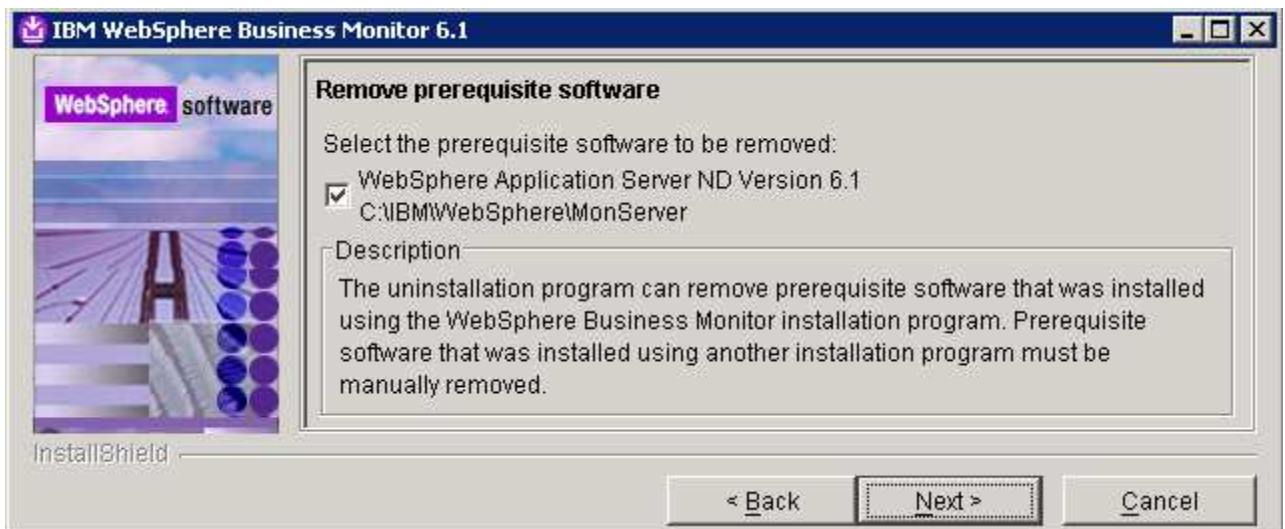 IBM WebSphere Business Monitor 6.1
WebSphere. software
Remove prerequisite software
Select the prerequisite software to be removed:
WebSphere Application Server ND Version 6.1
C:\IBM\WebSphere\MonServer
Description
The uninstallation program can remove prerequisite software that was installed
using the WebSphere Business Monitor installation program. Prerequisite
software that was installed using another installation program must be
manually removed.
InstallShield
< Back
Next >
Cancel